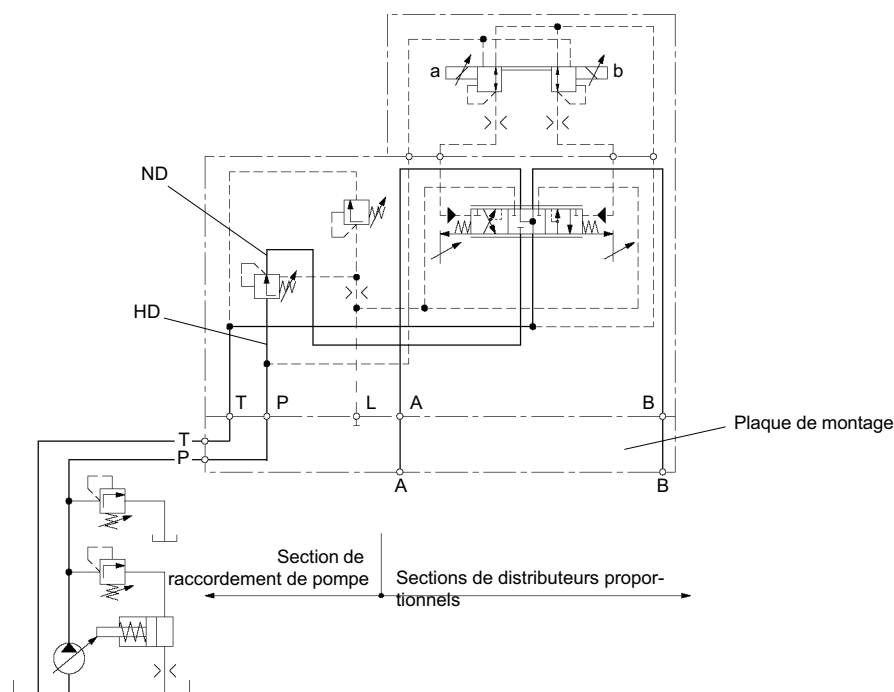 a
b
ND
HD
T
P
L
A
B
T
P
Plaque de montage
A
B
Section de
raccordement de pompe
Sections de distributeurs propor-
tionnels